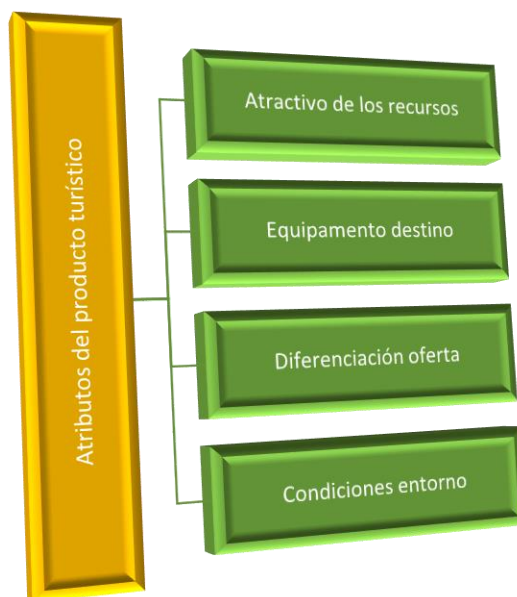 Atributos del producto turístico
Atractivo de los recursos
Equipamento destino
Diferenciación oferta
Condiciones entorno